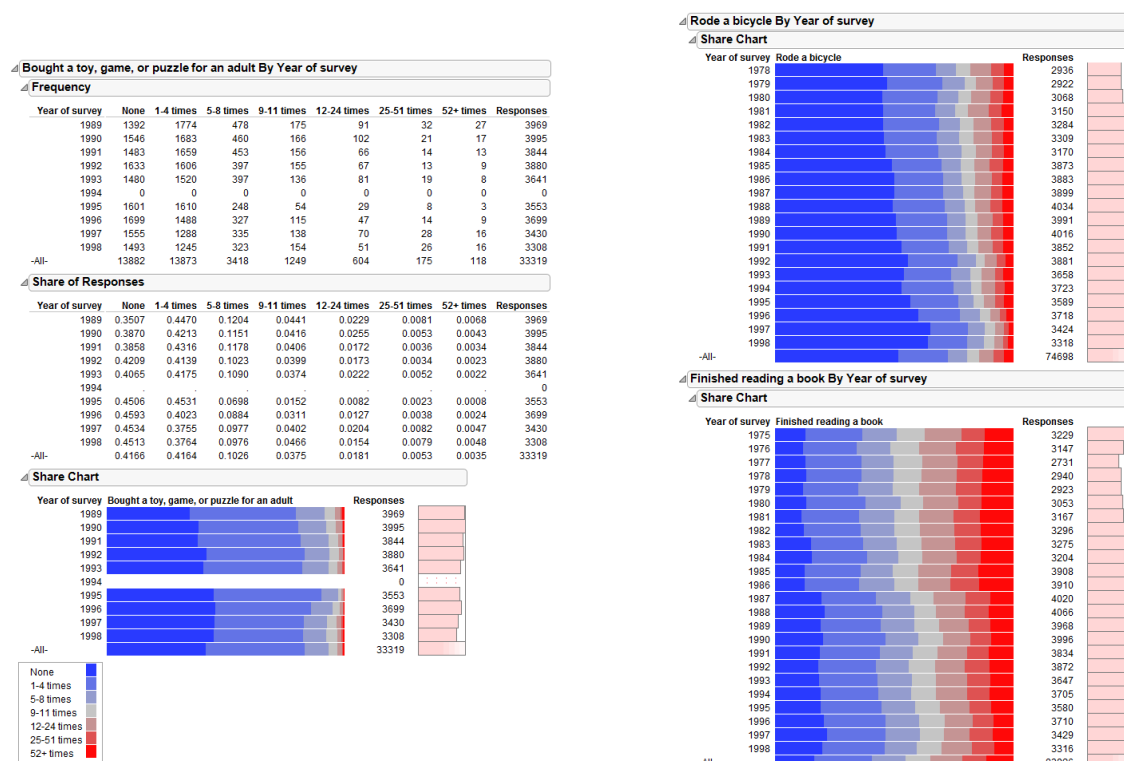 Bought a toy, game, or puzzle for an adult By Year of survey
Frequency
Year of survey None 1-4 times 5-8 times 9-11 times 12-24 times 25-51 times 52+ times Responses
1989 1392 1774 478 175 91 32 27 3969
1990 1546 1683 460 166 102 21 17 3995
1991 1483 1659 453 156 66 14 13 3844
1992 1633 1606 397 155 67 13 9 3880
1993 1480 1520 397 136 81 19 8 3641
1994 0 0 0 0 0 0 0 0
1995 1601 1610 248 54 29 8 3 3553
1996 1699 1488 327 115 47 14 9 3699
1997 1555 1288 335 138 70 28 16 3430
1998 1493 1245 323 154 51 26 16 3308
-All- 13882 13873 3418 1249 604 175 118 33319
Share of Responses
Year of survey None 1-4 times 5-8 times 9-11 times 12-24 times 25-51 times 52+ times Responses
1989 0.3507 0.4470 0.1204 0.0441 0.0229 0.0081 0.0068 3969
1990 0.3870 0.4213 0.1151 0.0416 0.0255 0.0053 0.0043 3995
1991 0.3858 0.4316 0.1178 0.0406 0.0172 0.0036 0.0034 3844
1992 0.4209 0.4139 0.1023 0.0399 0.0173 0.0034 0.0023 3880
1993 0.4065 0.4175 0.1090 0.0374 0.0222 0.0052 0.0022 3641
1994 . . . . . . . 0
1995 0.4506 0.4531 0.0698 0.0152 0.0082 0.0023 0.0008 3553
1996 0.4593 0.4023 0.0884 0.0311 0.0127 0.0038 0.0024 3699
1997 0.4534 0.3755 0.0977 0.0402 0.0204 0.0082 0.0047 3430
1998 0.4513 0.3764 0.0976 0.0466 0.0154 0.0079 0.0048 3308
-All- 0.4166 0.4164 0.1026 0.0375 0.0181 0.0053 0.0035 33319
Share Chart
Year of survey Bought a toy, game, or puzzle for an adult Responses
1989 3969
1990 3995
1991 3844
1992 3880
1993 3641
1994 0
1995 3553
1996 3699
1997 3430
1998 3308
-All- 33319
None
1-4 times
5-8 times
9-11 times
12-24 times
25-51 times
52+ times
Rode a bicycle By Year of survey
Share Chart
Year of survey Rode a bicycle Responses
1978 2936
1979 2922
1980 3068
1981 3150
1982 3284
1983 3309
1984 3170
1985 3873
1986 3883
1987 3899
1988 4034
1989 3991
1990 4016
1991 3852
1992 3881
1993 3658
1994 3723
1995 3589
1996 3718
1997 3424
1998 3318
-All- 74698
Finished reading a book By Year of survey
Share Chart
Year of survey Finished reading a book Responses
1975 3229
1976 3147
1977 2731
1978 2940
1979 2923
1980 3053
1981 3167
1982 3296
1983 3275
1984 3204
1985 3908
1986 3910
1987 4020
1988 4066
1989 3968
1990 3996
1991 3834
1992 3872
1993 3647
1994 3705
1995 3580
1996 3710
1997 3429
1998 3316